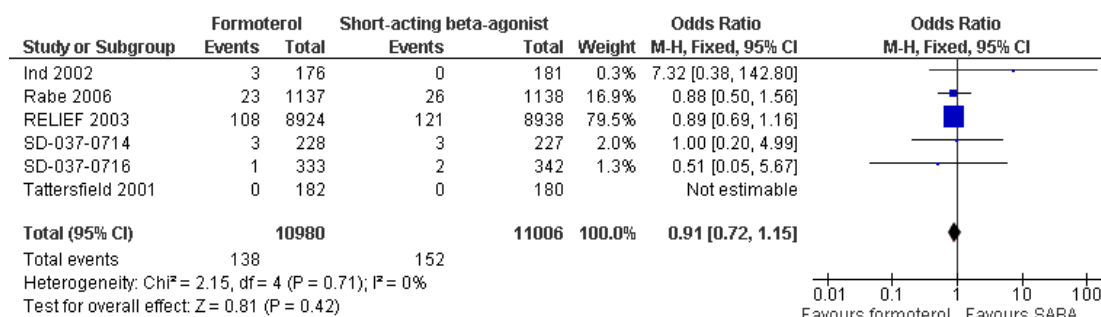 Formoterol Short-acting beta-agonist Odds Ratio Odds Ratio
Study or Subgroup Events Total Events Total Weight M-H, Fixed, 95% CI M-H, Fixed, 95% CI
Ind 2002 3 176 0 181 0.3% 7.32 [0.38, 142.80]
Rabe 2006 23 1137 26 1138 16.9% 0.88 [0.50, 1.56]
RELIEF 2003 108 8924 121 8938 79.5% 0.89 [0.69, 1.16]
SD-037-0714 3 228 3 227 2.0% 1.00 [0.20, 4.99]
SD-037-0716 1 333 2 342 1.3% 0.51 [0.05, 5.67]
Tattersfield 2001 0 182 0 180 Not estimable
Total (95% CI) 10980 11006 100.0% 0.91 [0.72, 1.15]
Total events 138 152
Heterogeneity: Chi² = 2.15, df = 4 (P = 0.71); I² = 0%
Test for overall effect: Z = 0.81 (P = 0.42)
0.01 0.1 1 10 100
Favours formoterol Favours SABA